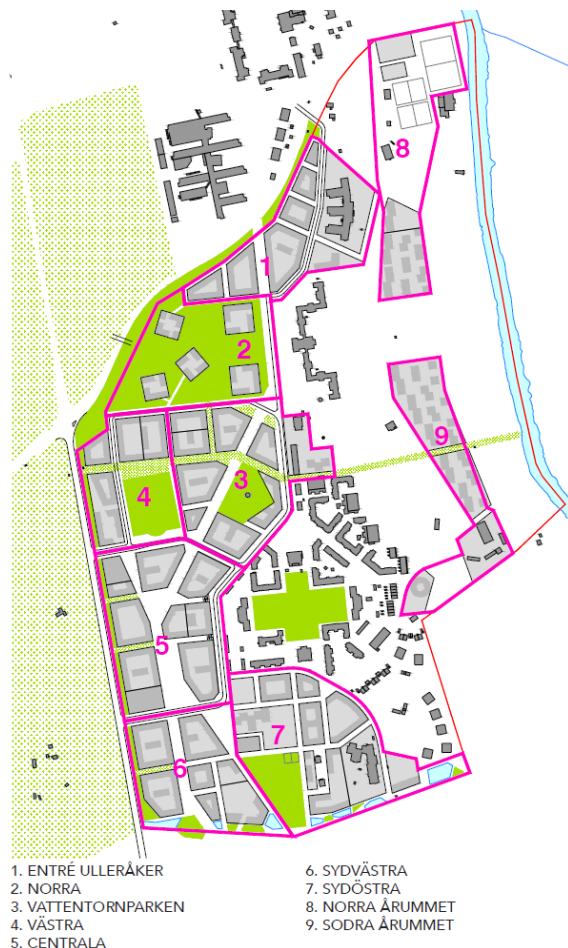 8
1
2
3
9
4
5
7
6
1. ENTRÉ ULLERÅKER
2. NORRA
3. VATTENTORNPARKEN
4. VÄSTRA
5. CENTRALA
6. SYDVÄSTRA
7. SYDÖSTRA
8. NORRA ÅRUMMET
9. SODRA ÅRUMMET